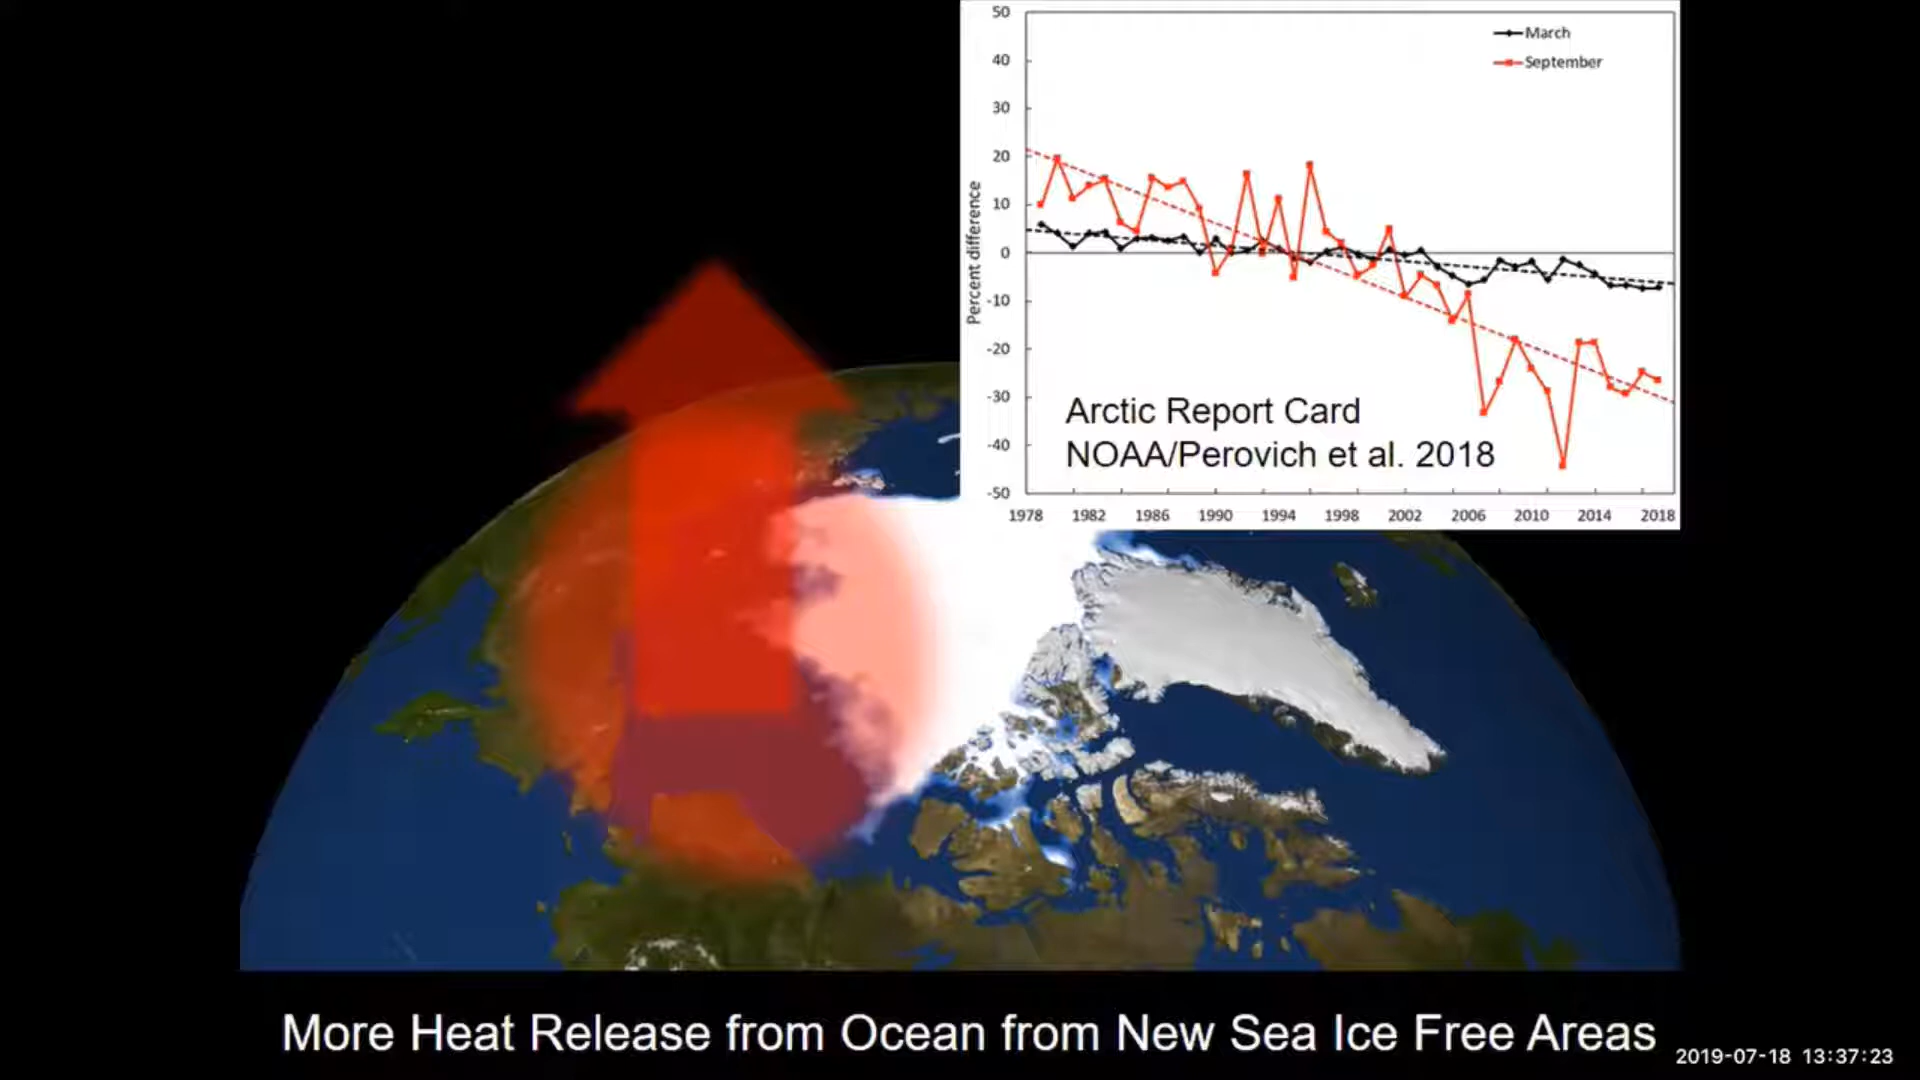 50
40
30
20
10
0
-10
-20
-30
-40
-50
Percent difference
March
September
Arctic Report Card
NOAA/Perovich et al. 2018
1978 1982 1986 1990 1994 1998 2002 2006 2010 2014 2018
More Heat Release from Ocean from New Sea Ice Free Areas
2019-07-18 13:37:23